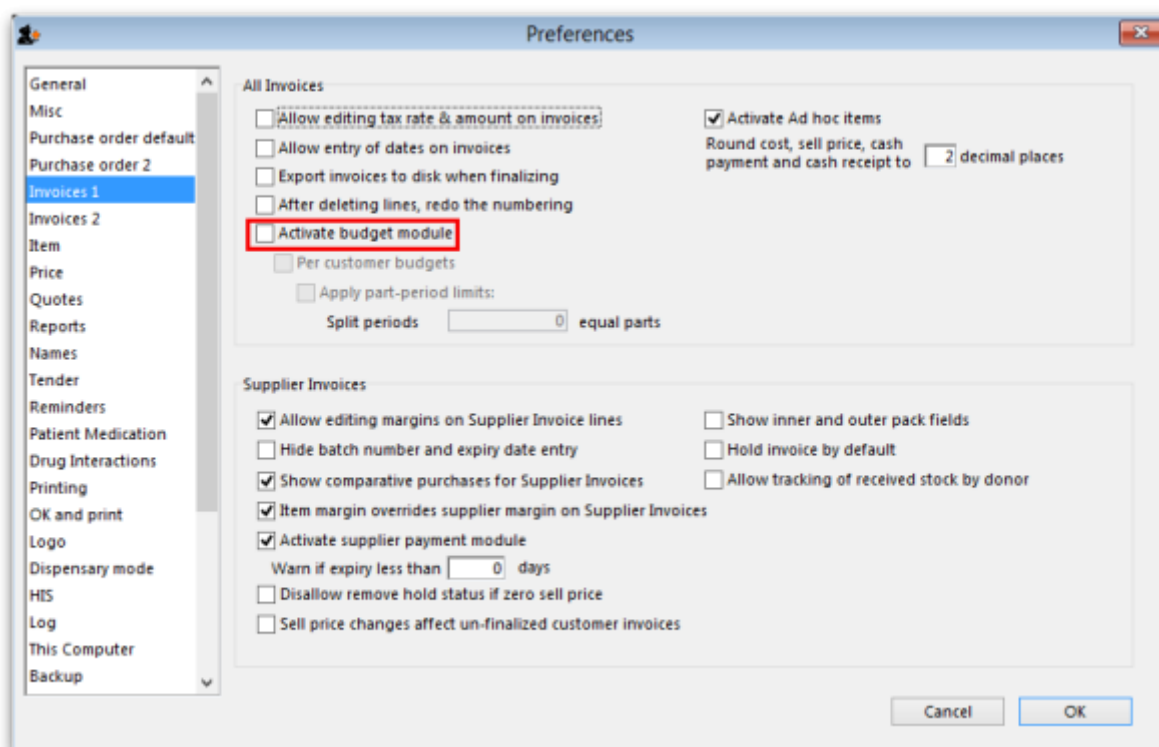 Preferences
General
Misc
Purchase order default
Purchase order 2
Invoices 1
Invoices 2
Item
Price
Quotes
Reports
Names
Tender
Reminders
Patient Medication
Drug Interactions
Printing
OK and print
Logo
Dispensary mode
HIS
Log
This Computer
Backup
All Invoices
Allow editing tax rate & amount on invoices
Allow entry of dates on invoices
Export invoices to disk when finalizing
After deleting lines, redo the numbering
Activate budget module
Per customer budgets
Apply part-period limits:
Split periods 0 equal parts
Activate Ad hoc items
Round cost, sell price, cash
payment and cash receipt to 2 decimal places
Supplier Invoices
Allow editing margins on Supplier Invoice lines
Hide batch number and expiry date entry
Show comparative purchases for Supplier Invoices
Item margin overrides supplier margin on Supplier Invoices
Activate supplier payment module
Warn if expiry less than 0 days
Disallow remove hold status if zero sell price
Sell price changes affect un-finalized customer invoices
Show inner and outer pack fields
Hold invoice by default
Allow tracking of received stock by donor
Cancel
OK